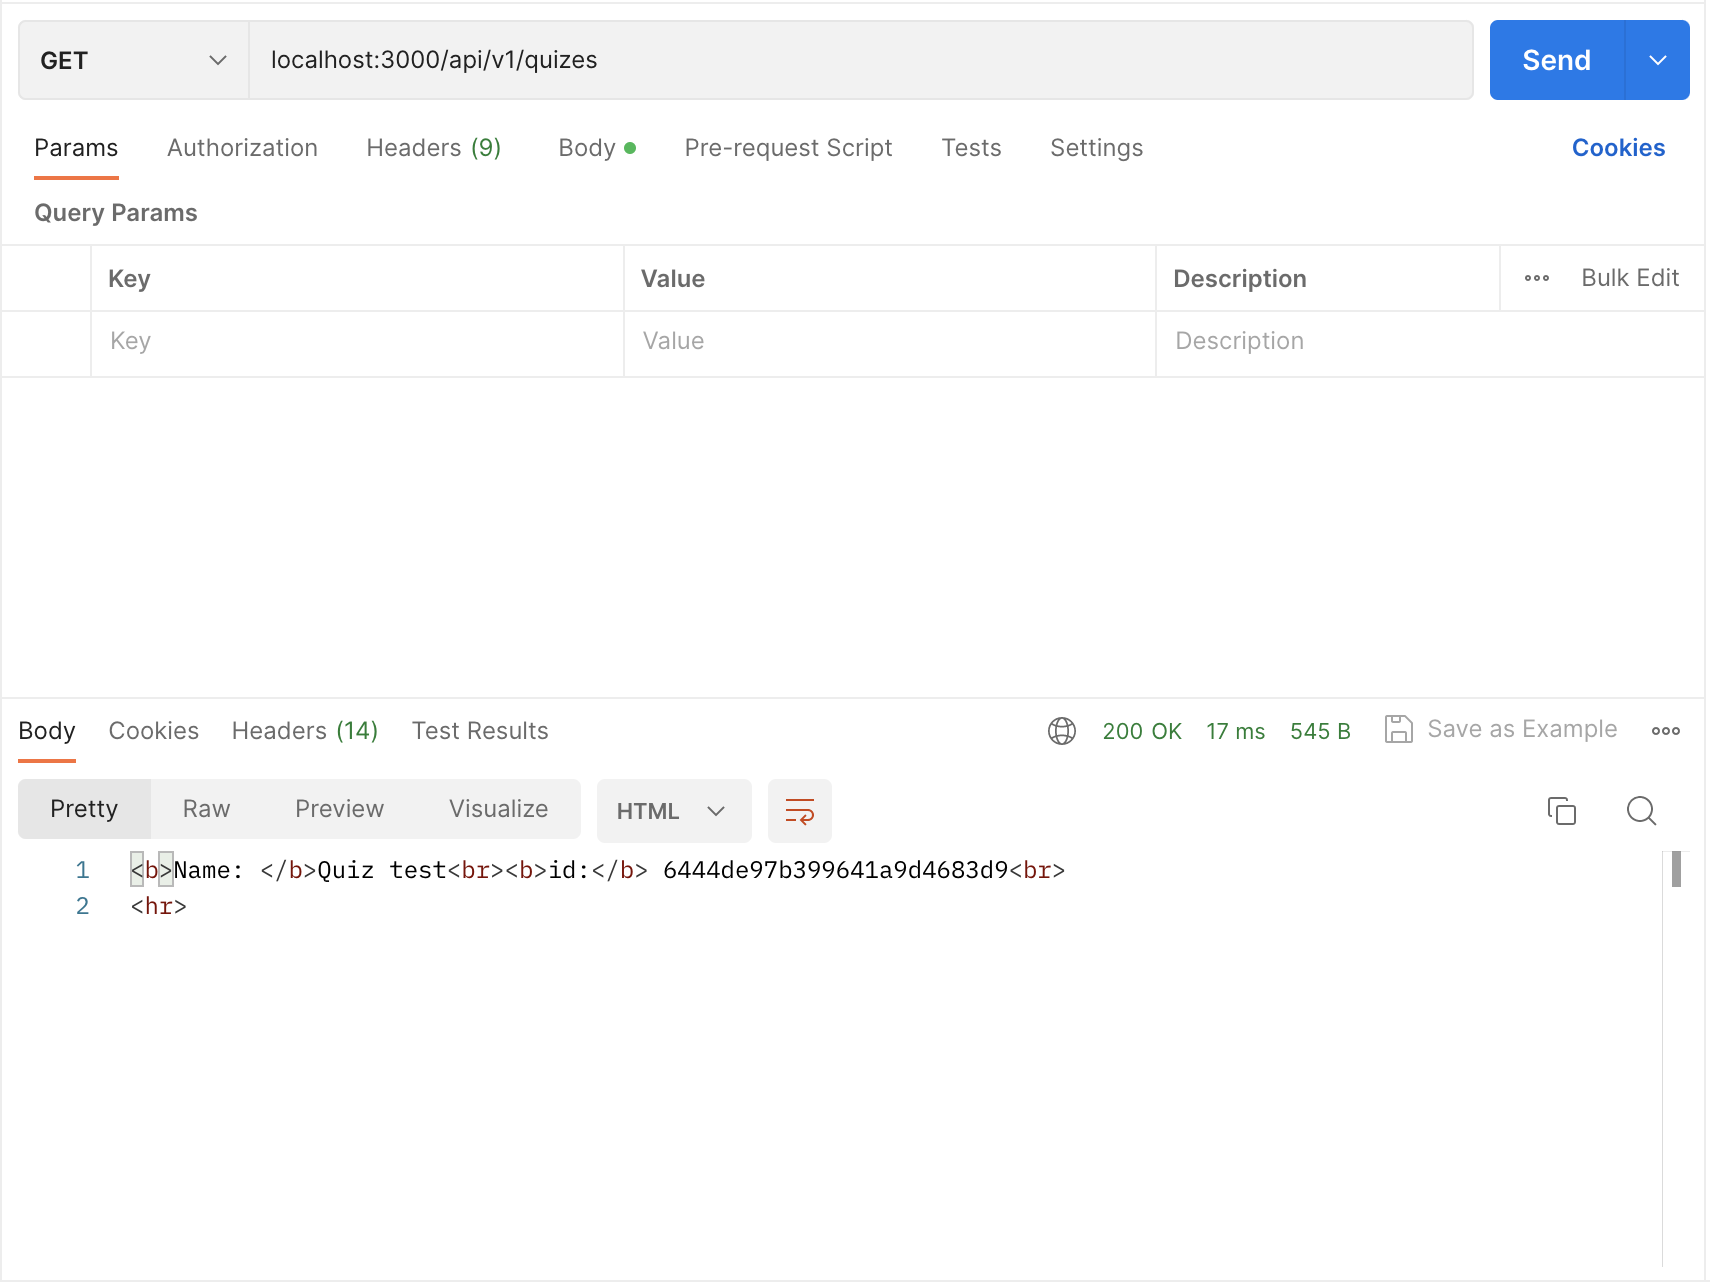 GET localhost:3000/api/v1/quizes Send
Params Authorization Headers (9) Body Pre-request Script Tests Settings Cookies
Query Params
Key Value Description Bulk Edit
Key Value Description
Body Cookies Headers (14) Test Results 200 OK 17 ms 545 B Save as Example
Pretty Raw Preview Visualize HTML
1 <b>Name: </b>Quiz test<br><b>id:</b> 6444de97b399641a9d4683d9<br>
2 <hr>